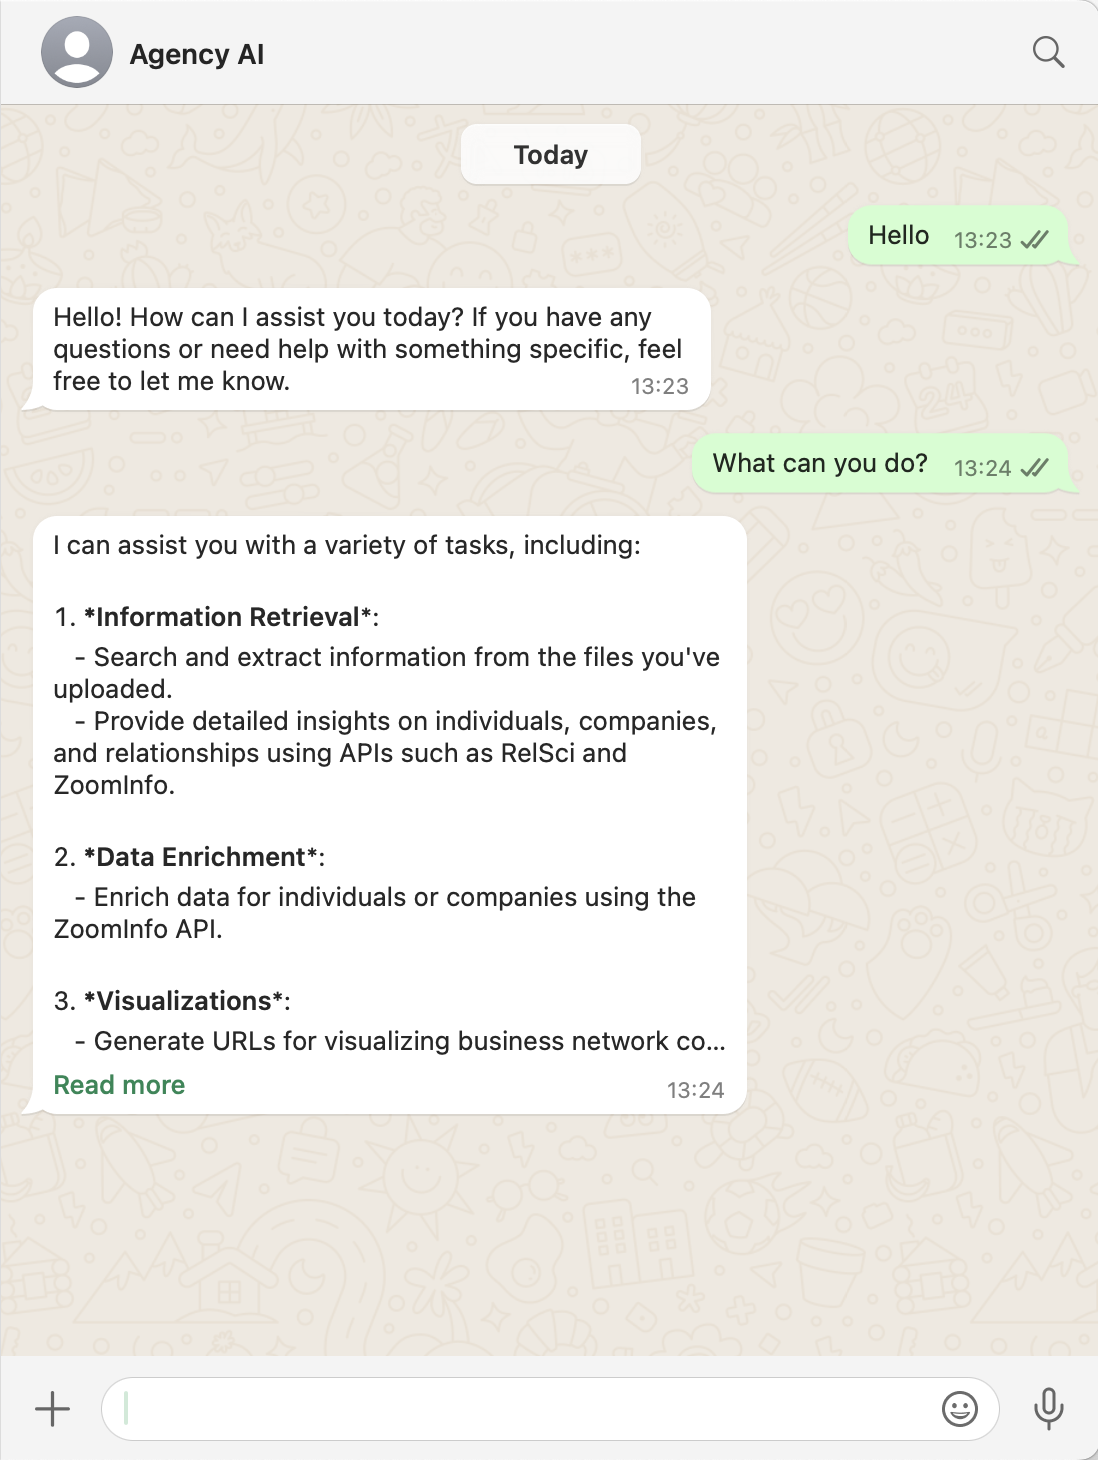 Agency AI
Today
Hello 13:23
Hello! How can I assist you today? If you have any
questions or need help with something specific, feel
free to let me know. 13:23
What can you do? 13:24
I can assist you with a variety of tasks, including:
1. *Information Retrieval*:
- Search and extract information from the files you've
uploaded.
- Provide detailed insights on individuals, companies,
and relationships using APIs such as RelSci and
ZoomInfo.
2. *Data Enrichment*:
- Enrich data for individuals or companies using the
ZoomInfo API.
3. *Visualizations*:
- Generate URLs for visualizing business network co...
Read more 13:24